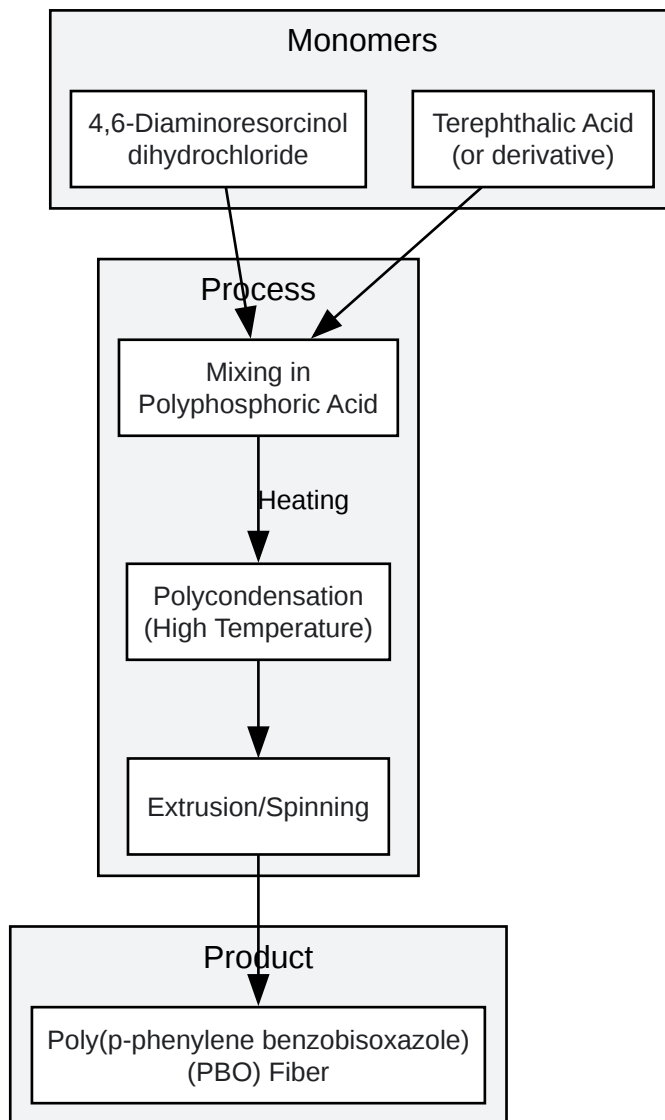 Monomers
4,6-Diaminoresorcinol
dihydrochloride
Terephthalic Acid
(or derivative)
Process
Mixing in
Polyphosphoric Acid
Heating
Polycondensation
(High Temperature)
Extrusion/Spinning
Product
Poly(p-phenylene benzobisoxazole)
(PBO) Fiber